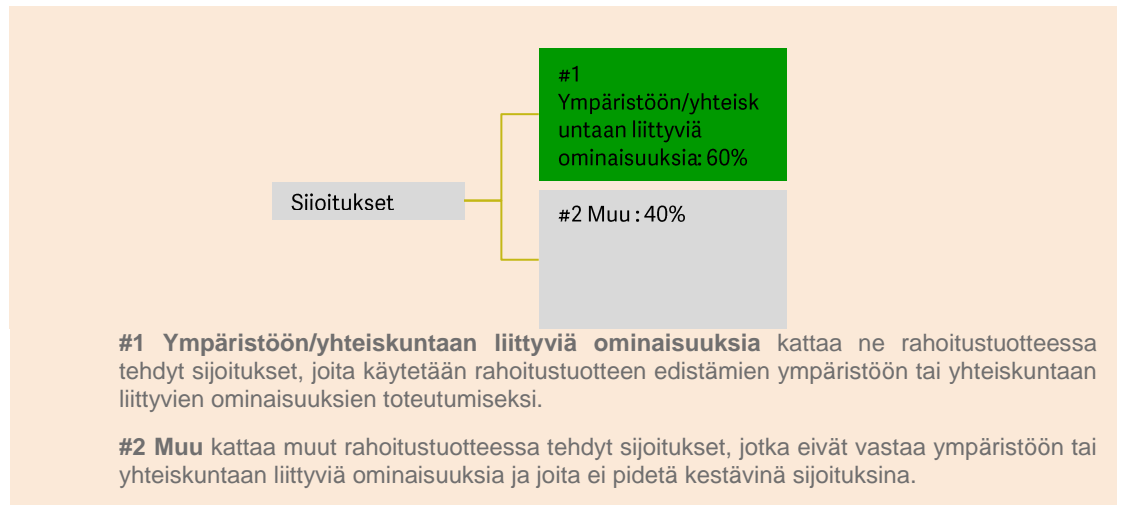 #1
Ympäristöön/yhteisk
untaan liittyviä
ominaisuuksia: 60%
Sijoitukset
#2 Muu : 40%
#1 Ympäristöön/yhteiskuntaan liittyviä ominaisuuksia kattaa ne rahoitustuotteessa
tehdyt sijoitukset, joita käytetään rahoitustuotteen edistämien ympäristöön tai yhteiskuntaan
liittyvien ominaisuuksien toteutumiseksi.
#2 Muu kattaa muut rahoitustuotteessa tehdyt sijoitukset, jotka eivät vastaa ympäristöön tai
yhteiskuntaan liittyviä ominaisuuksia ja joita ei pidetä kestävinä sijoituksina.